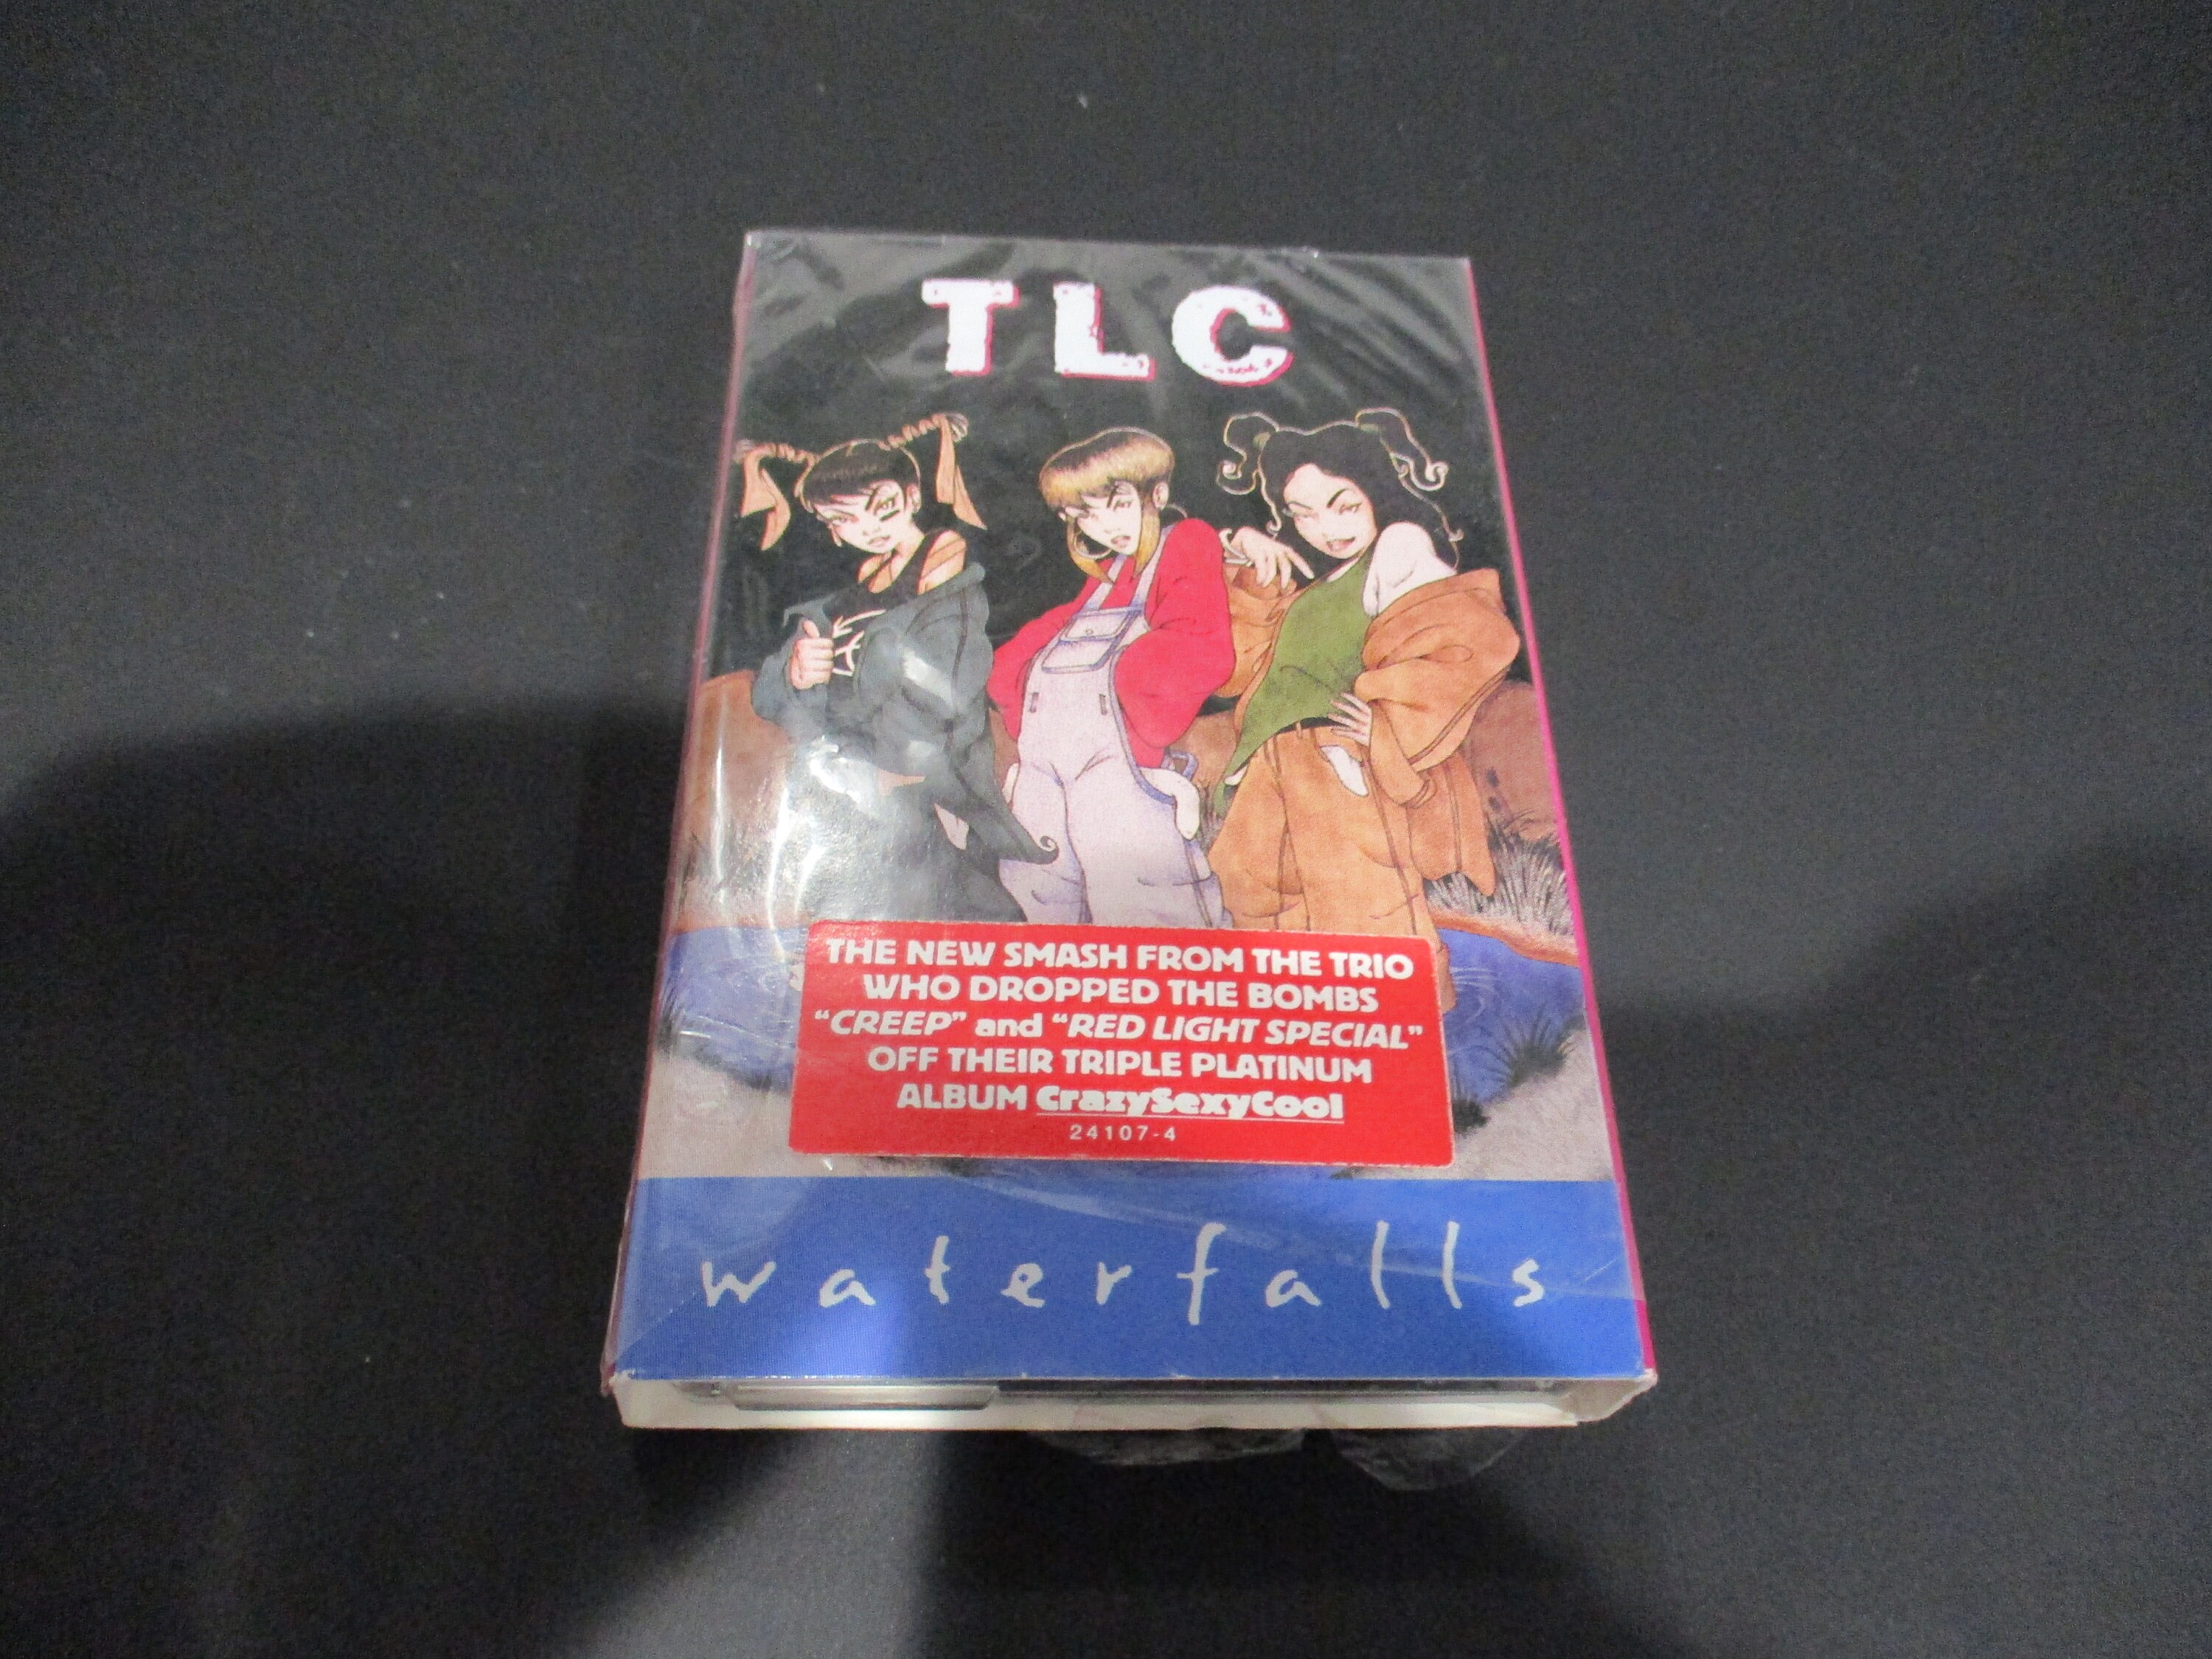 TLC
THE NEW SMASH FROM THE TRIO
WHO DROPPED THE BOMBS
“CREEP” and “RED LIGHT SPECIAL”
OFF THEIR TRIPLE PLATINUM
ALBUM CrazySexyCool
24107-4
waterfalls